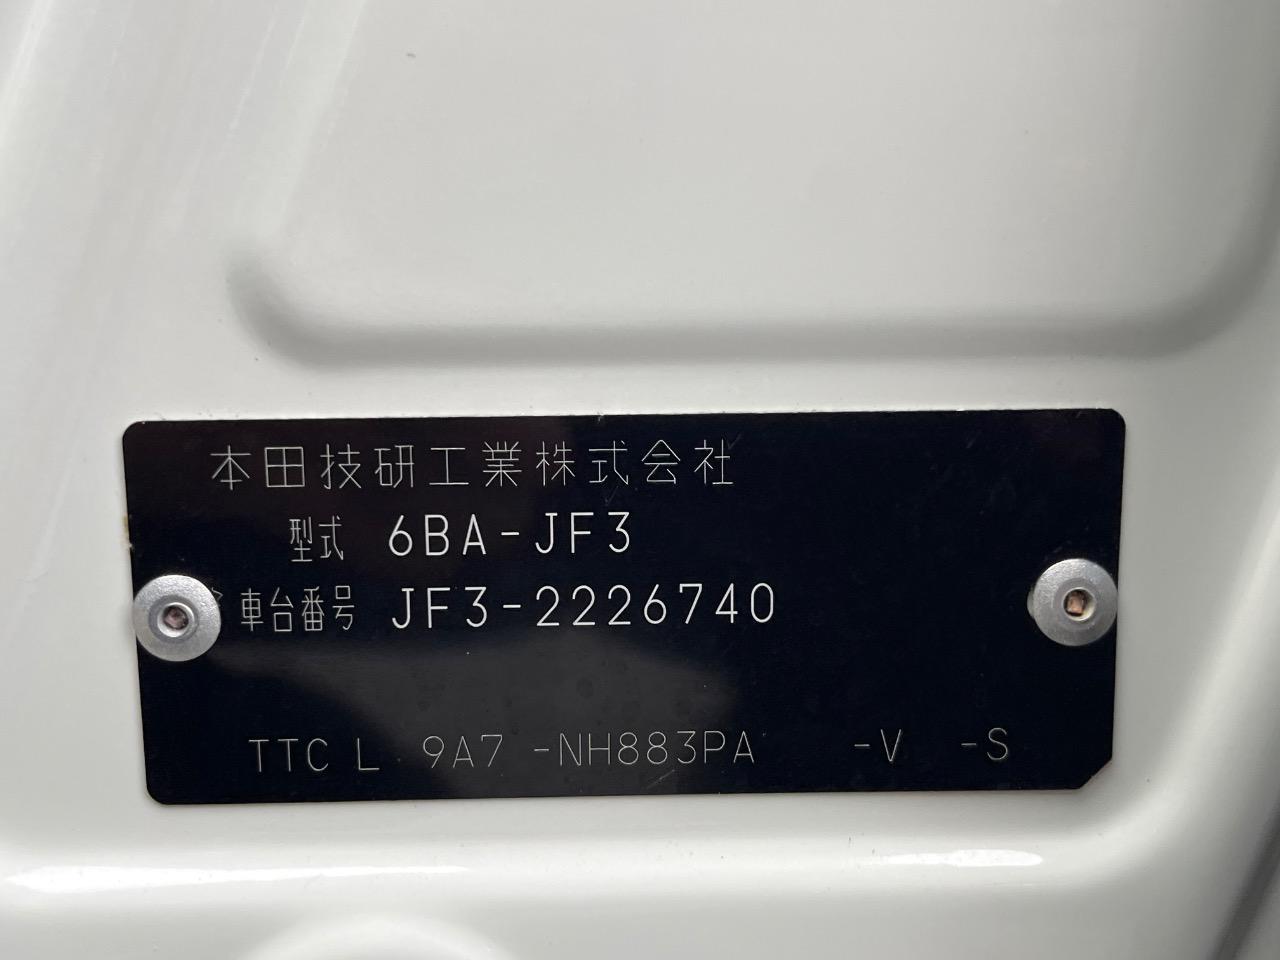 本田技研工業株式会社
型式 6BA-JF3
車台番号 JF3-2226740
TTC L 9A7 -NH883PA -V -S